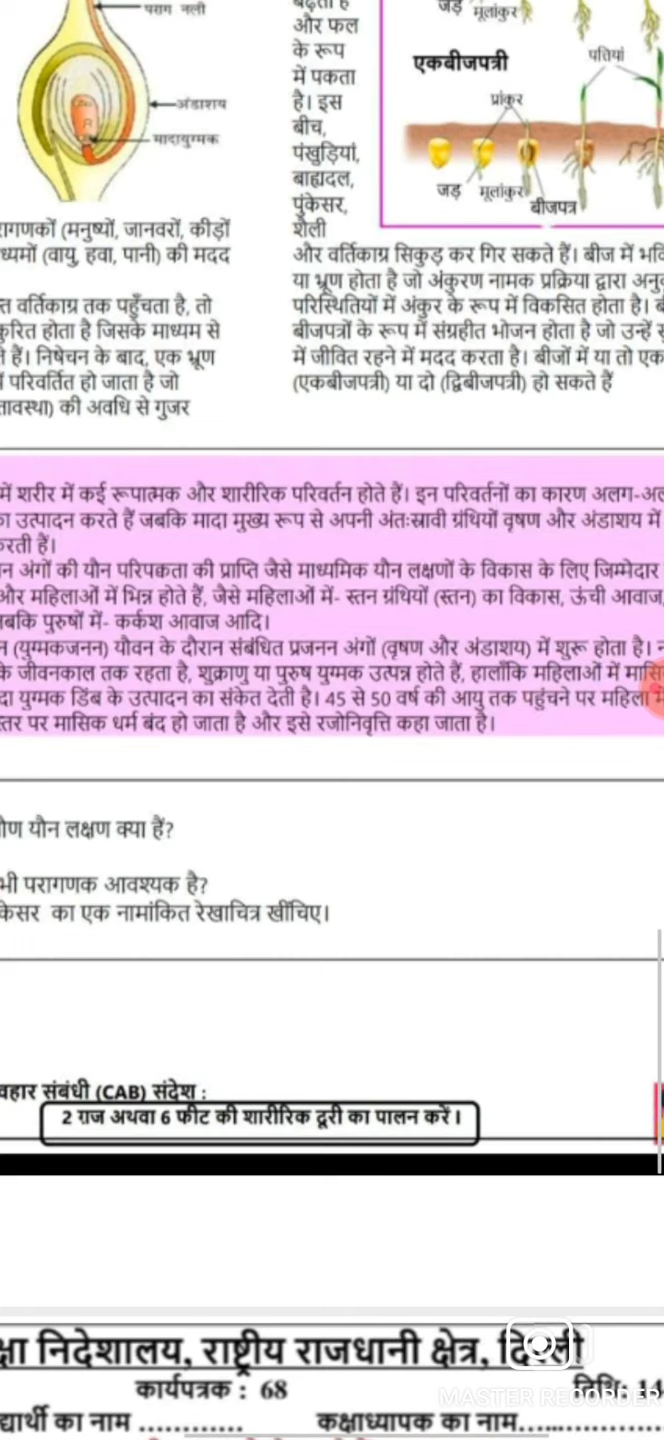 पराग नली
अंडाशय
मादायुग्मक
और फल
के रूप
में पकता
है। इस
बीच,
पंखुड़ियां,
बाह्यदल,
पुंकेसर,
शैली
जड़ मूलांकुर
एकबीजपत्री
पत्तियां
प्रांकुर
जड़ मूलांकुर
बीजपत्र
रागणकों (मनुष्यों, जानवरों, कीड़ों
ध्यमों (वायु, हवा, पानी) की मदद
वर्तिकाग्र तक पहुँचता है, तो
कुरित होता है जिसके माध्यम से
हैं। निषेचन के बाद, एक भ्रूण
परिवर्तित हो जाता है जो
तावस्था) की अवधि से गुजर
और वर्तिकाग्र सिकुड़ कर गिर सकते हैं। बीज में
या भ्रूण होता है जो अंकुरण नामक प्रक्रिया द्वारा
परिस्थितियों में अंकुर के रूप में विकसित होता है।
बीजपत्रों के रूप में संग्रहीत भोजन होता है जो उन्हें
में जीवित रहने में मदद करता है। बीजों में या तो एक
(एकबीजपत्री) या दो (द्विबीजपत्री) हो सकते हैं
में शरीर में कई रूपात्मक और शारीरिक परिवर्तन होते हैं। इन परिवर्तनों का कारण अलग-अल
उत्पादन करते हैं जबकि मादा मुख्य रूप से अपनी अंतःस्रावी ग्रंथियों वृषण और अंडाशय में
करती हैं।
न अंगों की यौन परिपक्वता की प्राप्ति जैसे माध्यमिक यौन लक्षणों के विकास के लिए जिम्मेदार
और महिलाओं में भिन्न होते हैं, जैसे महिलाओं में- स्तन ग्रंथियों (स्तन) का विकास, ऊंची आवाज,
बकि पुरुषों में- कर्कश आवाज आदि।
न (युग्मकजनन) यौवन के दौरान संबंधित प्रजनन अंगों (वृषण और अंडाशय) में शुरू होता है।
के जीवनकाल तक रहता है, शुक्राणु या पुरुष युग्मक उत्पन्न होते हैं, हालाँकि महिलाओं में मासि
दा युग्मक डिंब के उत्पादन का संकेत देती है। 45 से 50 वर्ष की आयु तक पहुंचने पर महिला
स्तर पर मासिक धर्म बंद हो जाता है और इसे रजोनिवृत्ति कहा जाता है।
ौण यौन लक्षण क्या हैं?
भी परागणक आवश्यक है?
केसर का एक नामांकित रेखाचित्र खींचिए।
वहार संबंधी (CAB) संदेश :
2 गज अथवा 6 फीट की शारीरिक दूरी का पालन करें ।
क्षा निदेशालय, राष्ट्रीय राजधानी क्षेत्र, दिल्ली
कार्यपत्रक : 68
तिथि: 14
MASTER RECORDER
द्यार्थी का नाम ............
कक्षाध्यापक का नाम..................